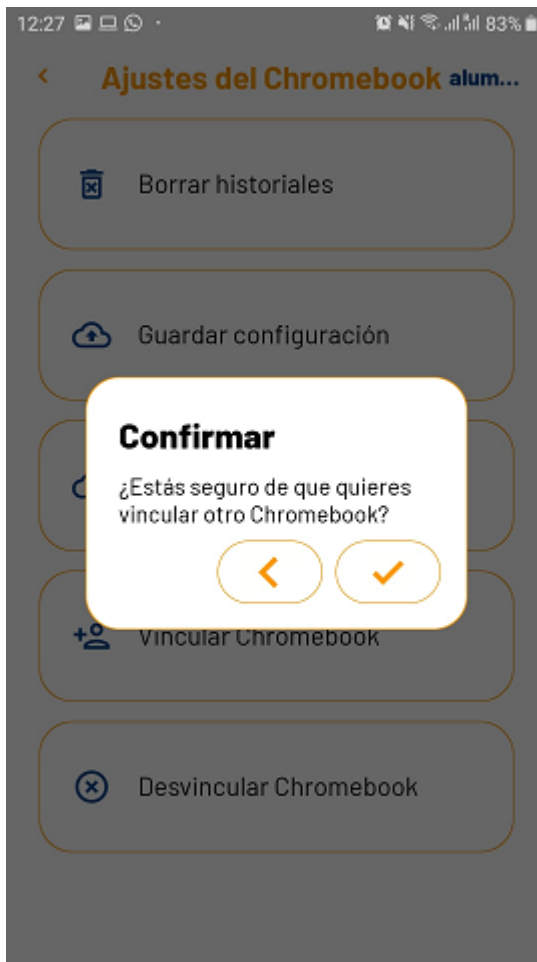 12:27
83%
Ajustes del Chromebook alum...
Borrar historiales
Guardar configuración
Confirmar
¿Estás seguro de que quieres
vincular otro Chromebook?
Vincular Chromebook
Desvincular Chromebook